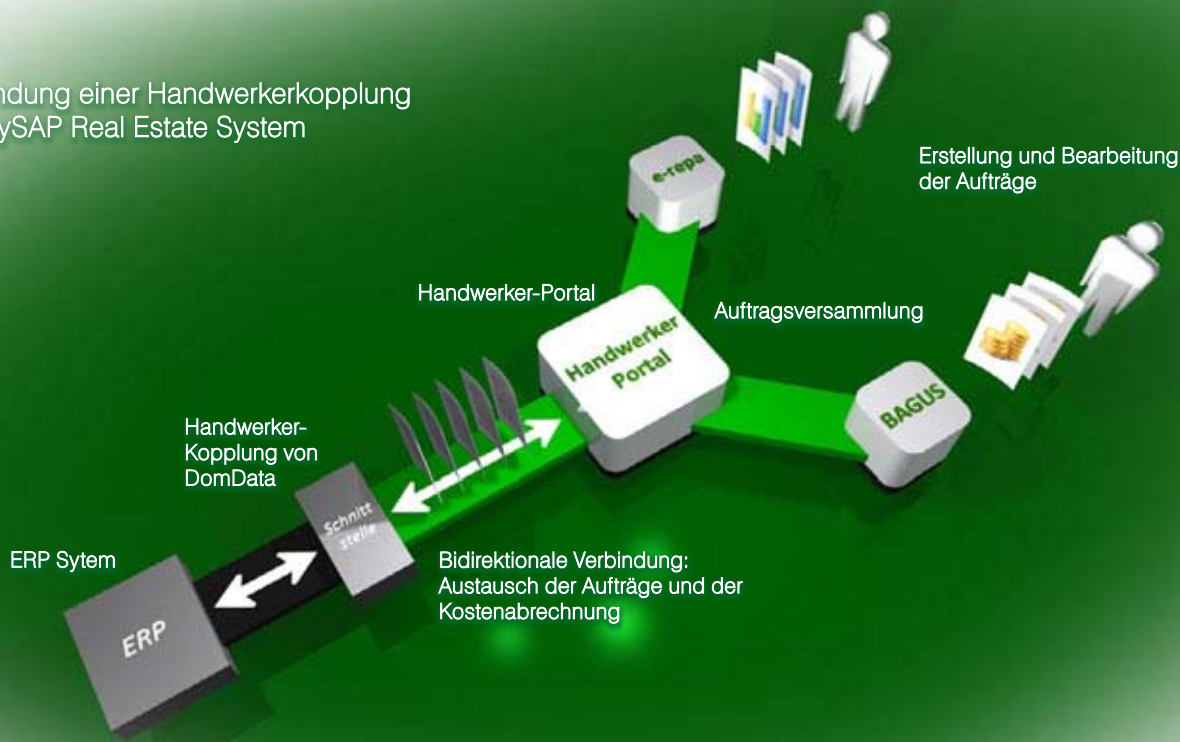 ndung einer Handwerkerkopplung
ySAP Real Estate System
e-repa
Erstellung und Bearbeitung
der Aufträge
Handwerker-Portal
Auftragsversammlung
Handwerker
Portal
BAGUS
Handwerker-
Kopplung von
DomData
Schnitt
stelle
ERP Sytem
Bidirektionale Verbindung:
Austausch der Aufträge und der
Kostenabrechnung
ERP